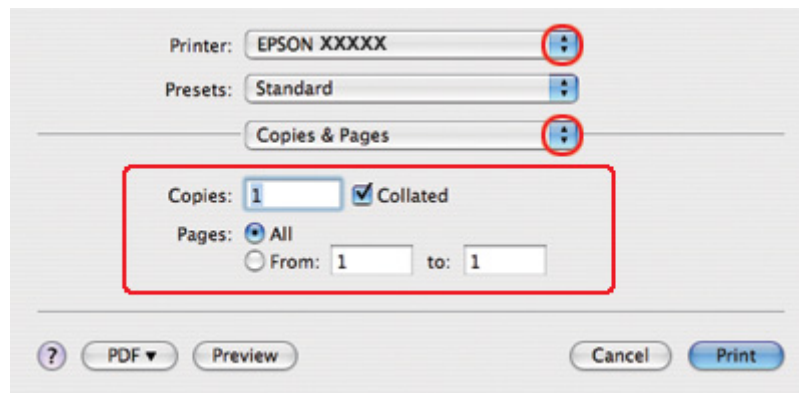 Printer: EPSON XXXXX
Presets: Standard
Copies & Pages
Copies: 1 Collated
Pages: All
From: 1 to: 1
? PDF ▼ Preview Cancel Print